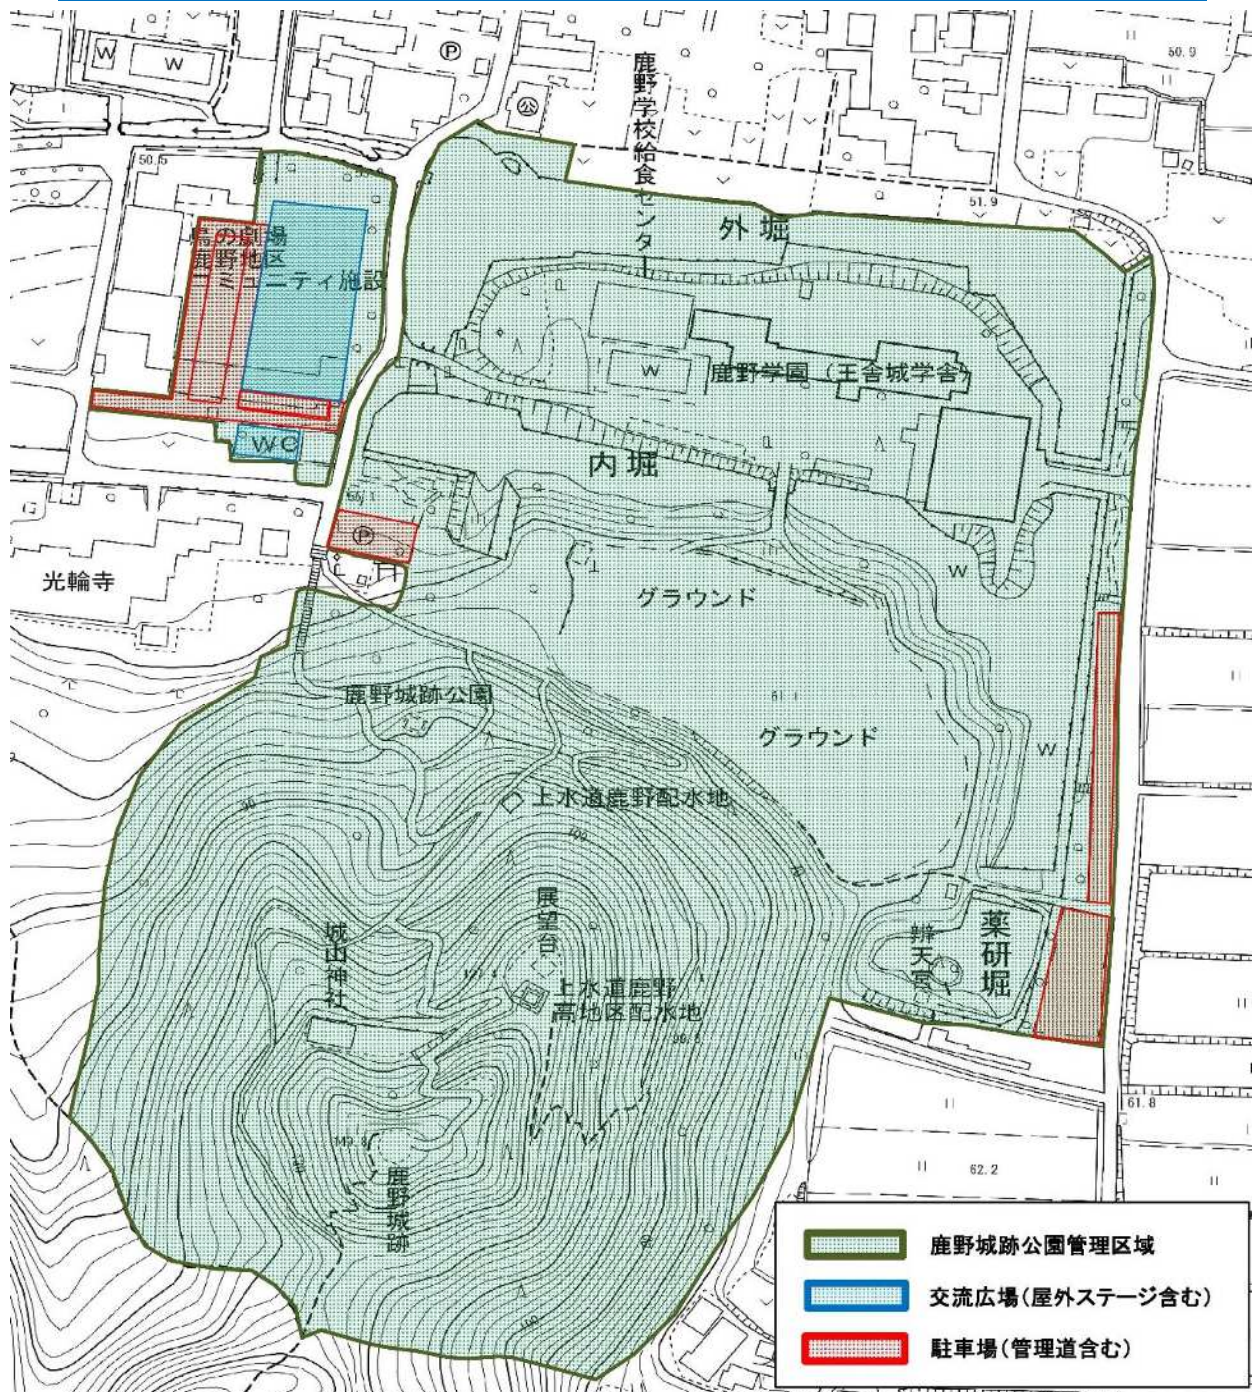 W
W
P
公
50.9
鹿野学校給食センター
50.5
51.9
外堀
鳥の劇場
鹿野地区
コミュニティ施設
W
鹿野学園（王舎城学舎）
WC
内堀
P
W
光輪寺
グラウンド
鹿野城跡公園
61.1
グラウンド
W
上水道鹿野配水地
90
100
展望台
城山神社
薬研堀
辨天宮
上水道鹿野
高地区配水地
61.8
62.2
鹿野城跡
鹿野城跡公園管理区域
交流広場(屋外ステージ含む)
駐車場(管理道含む)